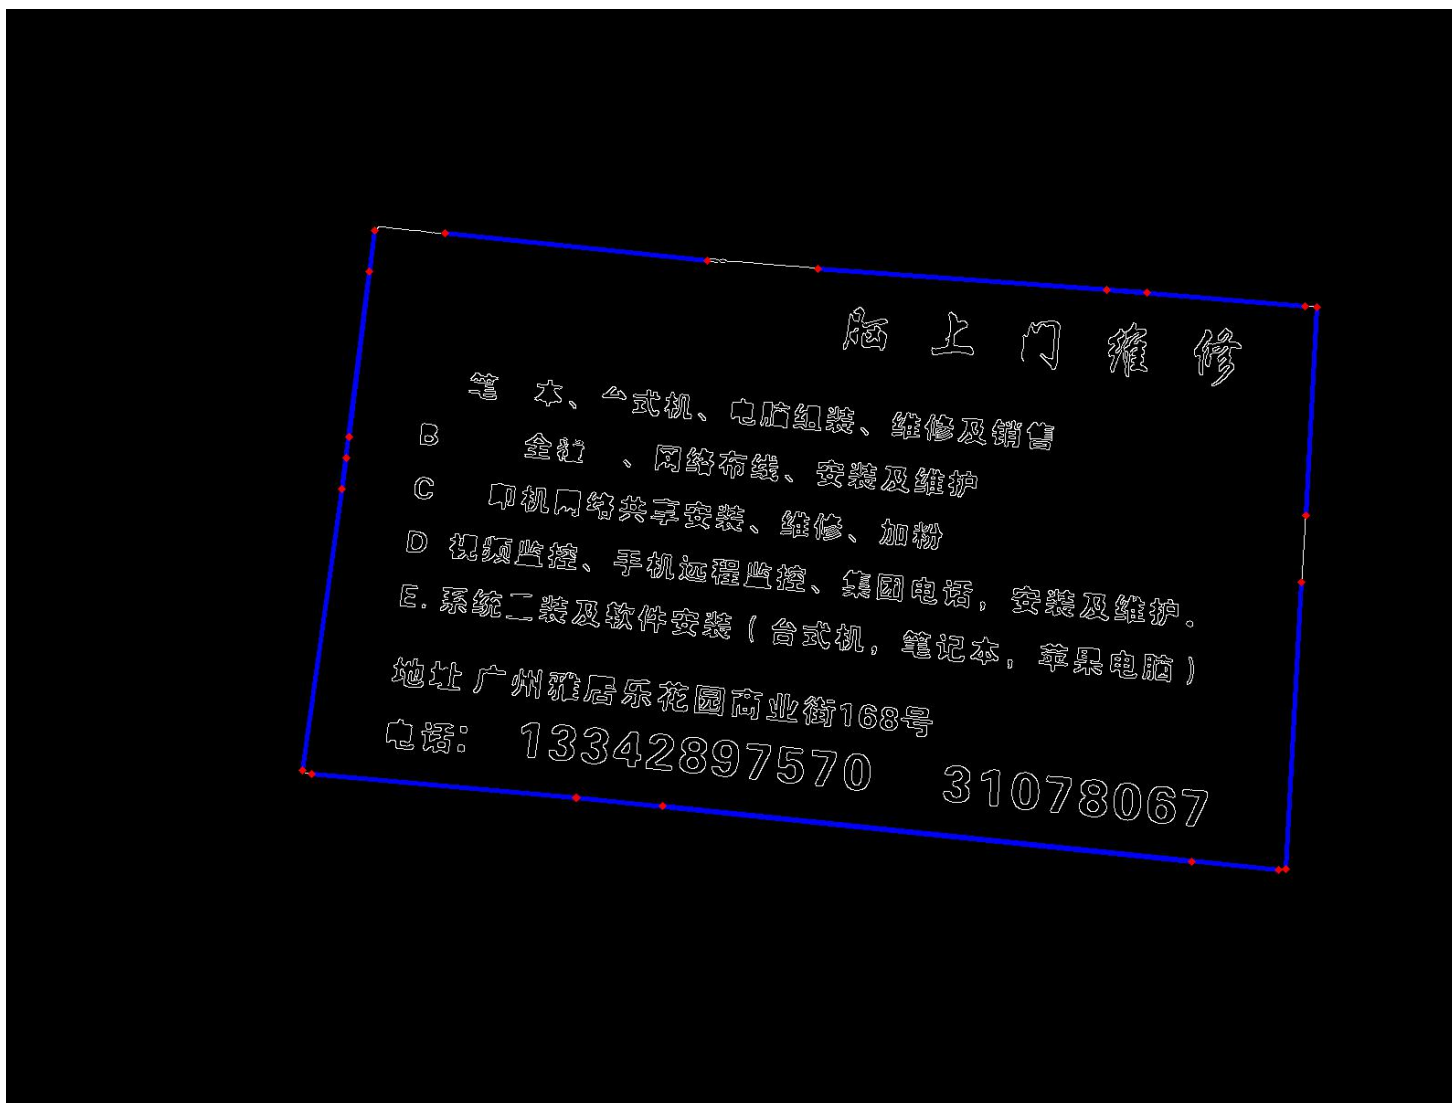 脑 上 门 维 修
笔 本、台式机、电脑组装、维修及销售
B 全 、网络布线、安装及维护
C 印机网络共享安装、维修、加粉
D 视频监控、手机远程监控、集团电话，安装及维护.
E. 系统二装及软件安装（台式机，笔记本，苹果电脑）
地址 广州雅居乐花园商业街168号
电话： 13342897570 31078067